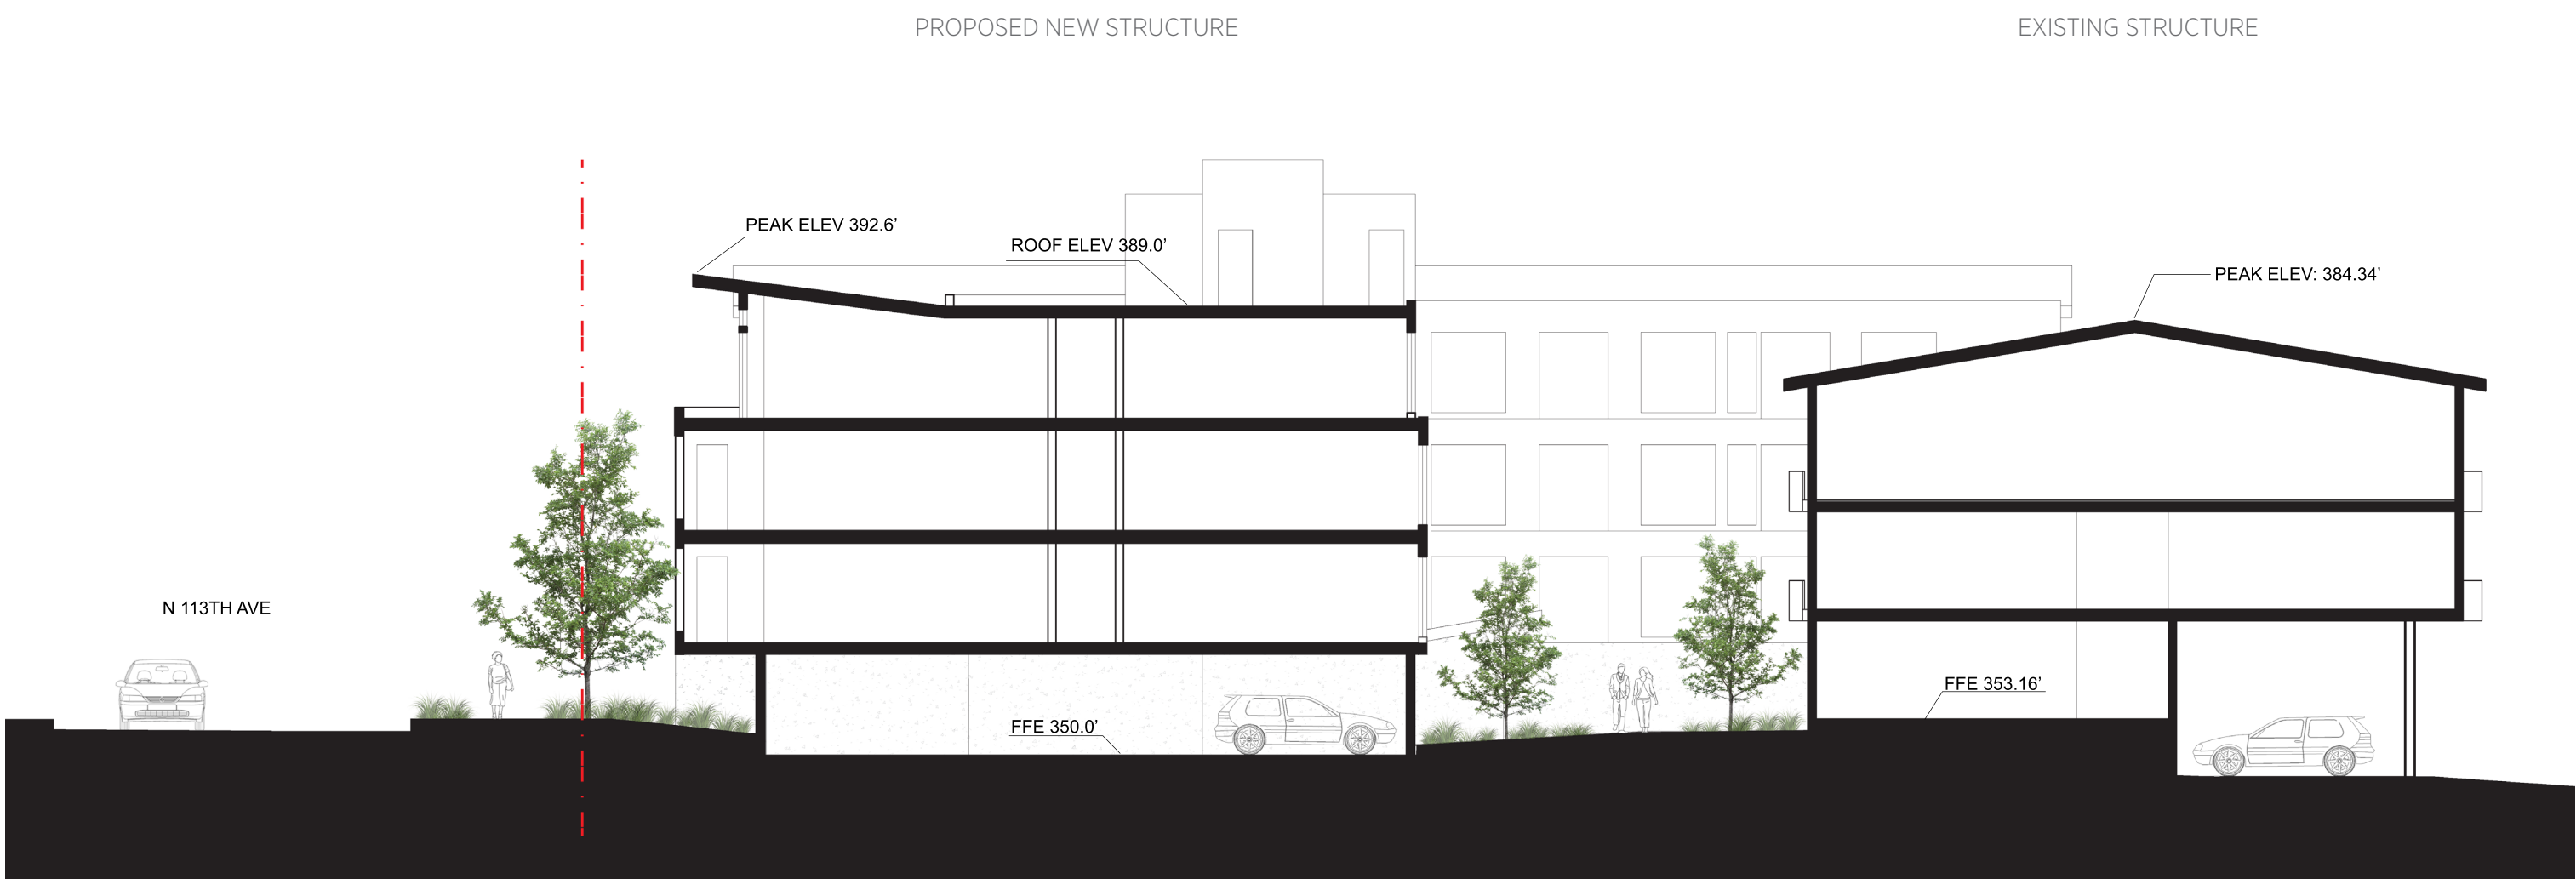 PROPOSED NEW STRUCTURE
EXISTING STRUCTURE
PEAK ELEV 392.6’
ROOF ELEV 389.0’
PEAK ELEV: 384.34’
N 113TH AVE
FFE 353.16’
FFE 350.0’